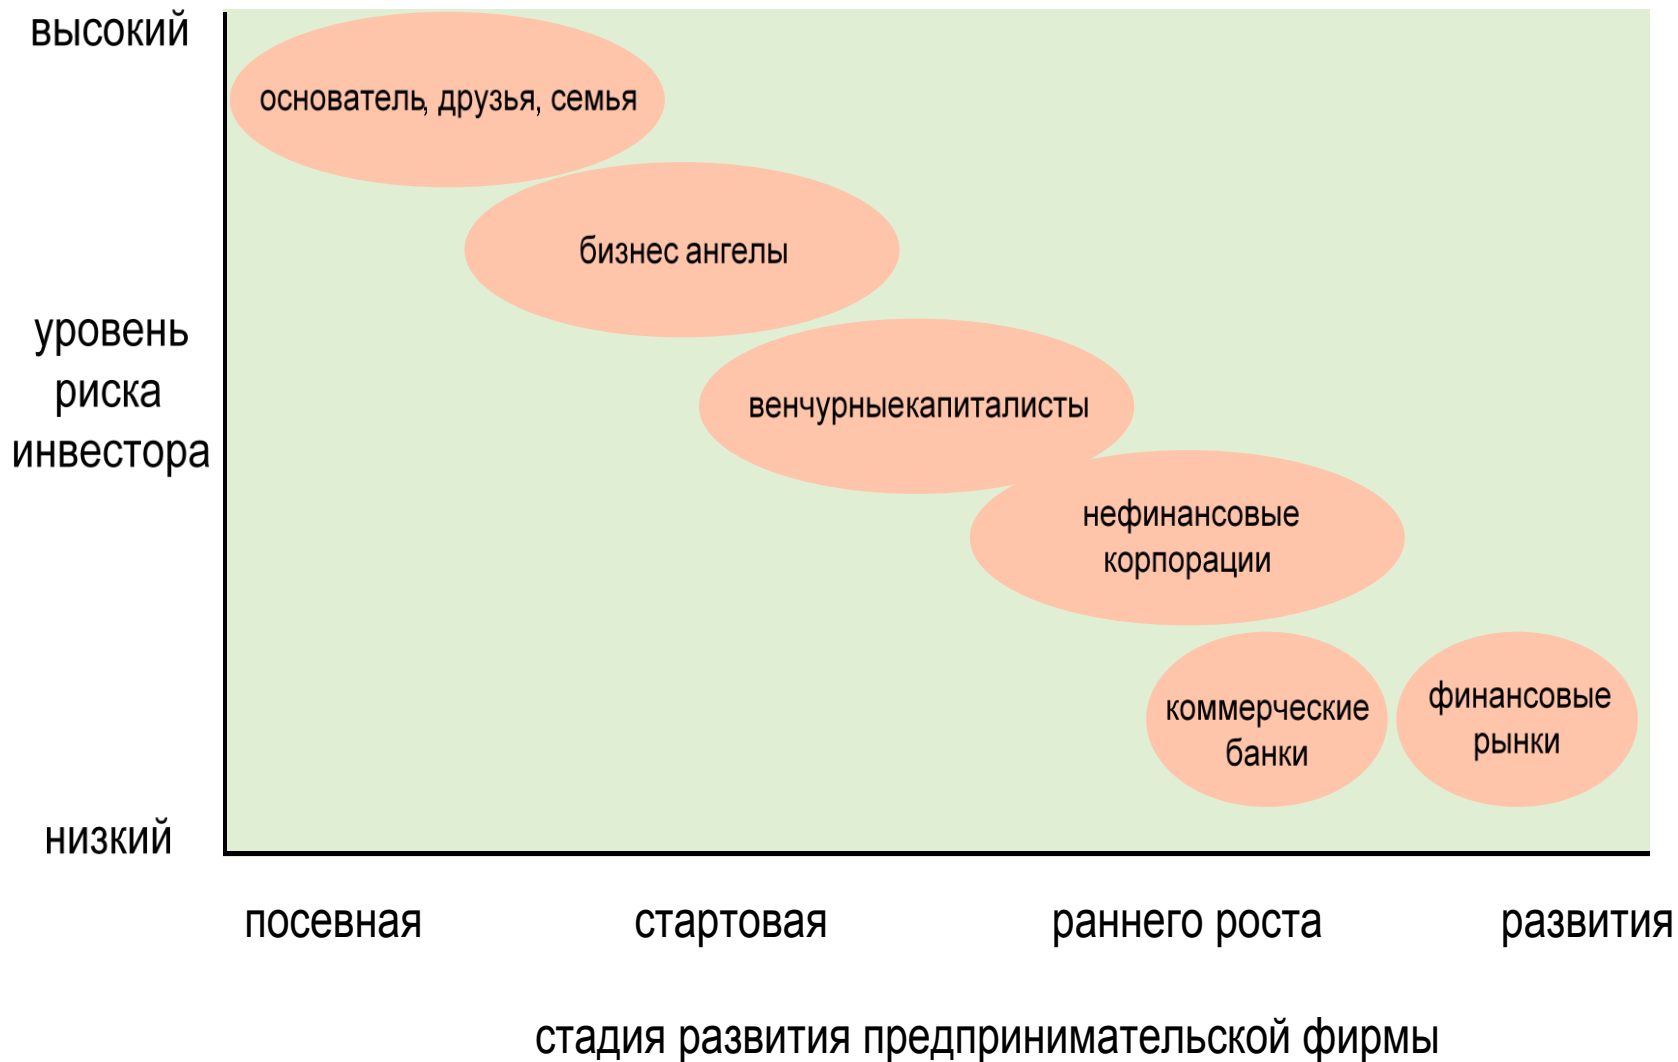 высокий
основатель, друзья, семья
бизнес ангелы
уровень
риска
инвестора
венчурныекапиталисты
нефинансовые
корпорации
коммерческие
банки
финансовые
рынки
низкий
посевная
стартовая
раннего роста
развития
стадия развития предпринимательской фирмы